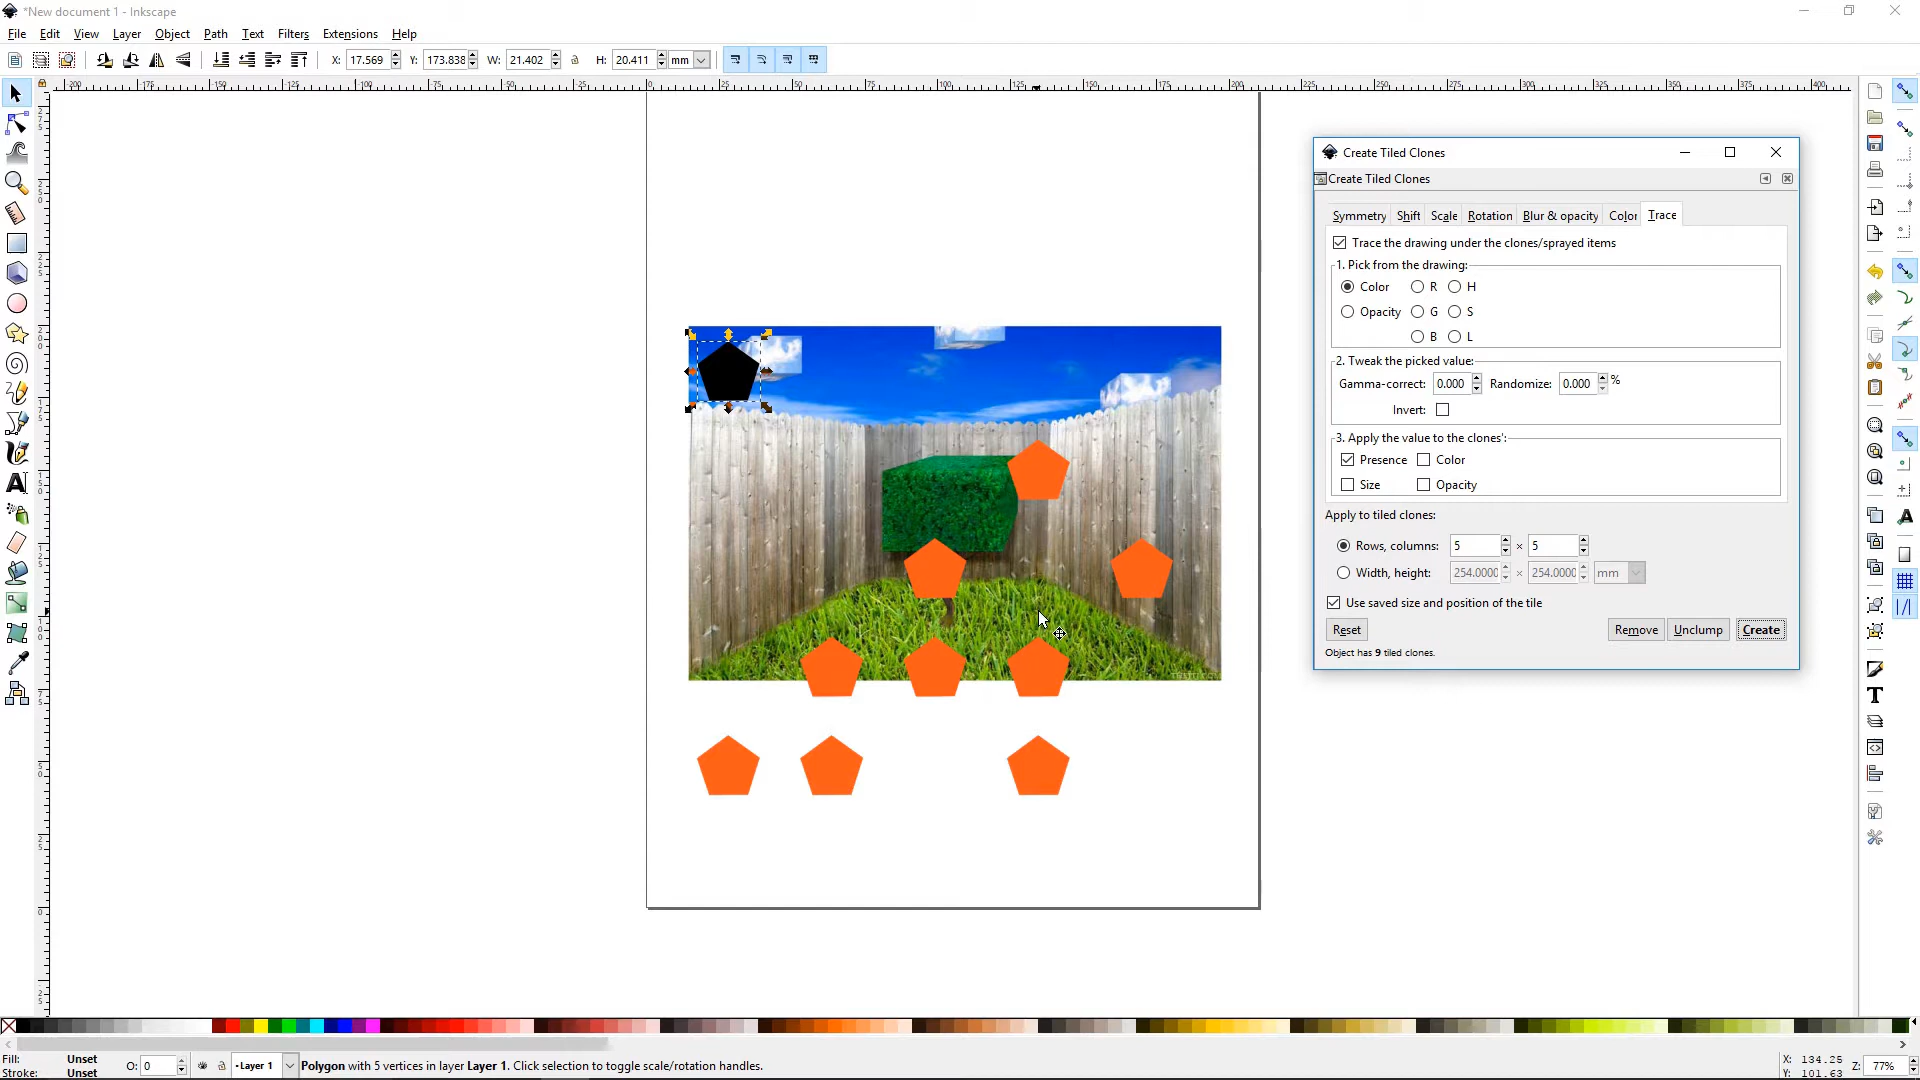 *New document 1 - Inkscape
File Edit View Layer Object Path Text Filters Extensions Help
X: 17.569 Y: 173.838 W: 21.402 H: 20.411 mm
Create Tiled Clones
Create Tiled Clones
Symmetry Shift Scale Rotation Blur & opacity Color Trace
Trace the drawing under the clones/sprayed items
1. Pick from the drawing:
Color R H
Opacity G S
B L
2. Tweak the picked value:
Gamma-correct: 0.000 Randomize: 0.000 %
Invert:
3. Apply the value to the clones':
Presence Color
Size Opacity
Apply to tiled clones:
Rows, columns: 5 × 5
Width, height: 254.0000 × 254.0000 mm
Use saved size and position of the tile
Reset Remove Unclump Create
Object has 9 tiled clones.
Fill: Unset
Stroke: Unset
O: 0 •Layer 1 Polygon with 5 vertices in layer Layer 1. Click selection to toggle scale/rotation handles.
X: 134.25
Y: 101.63
Z: 77%